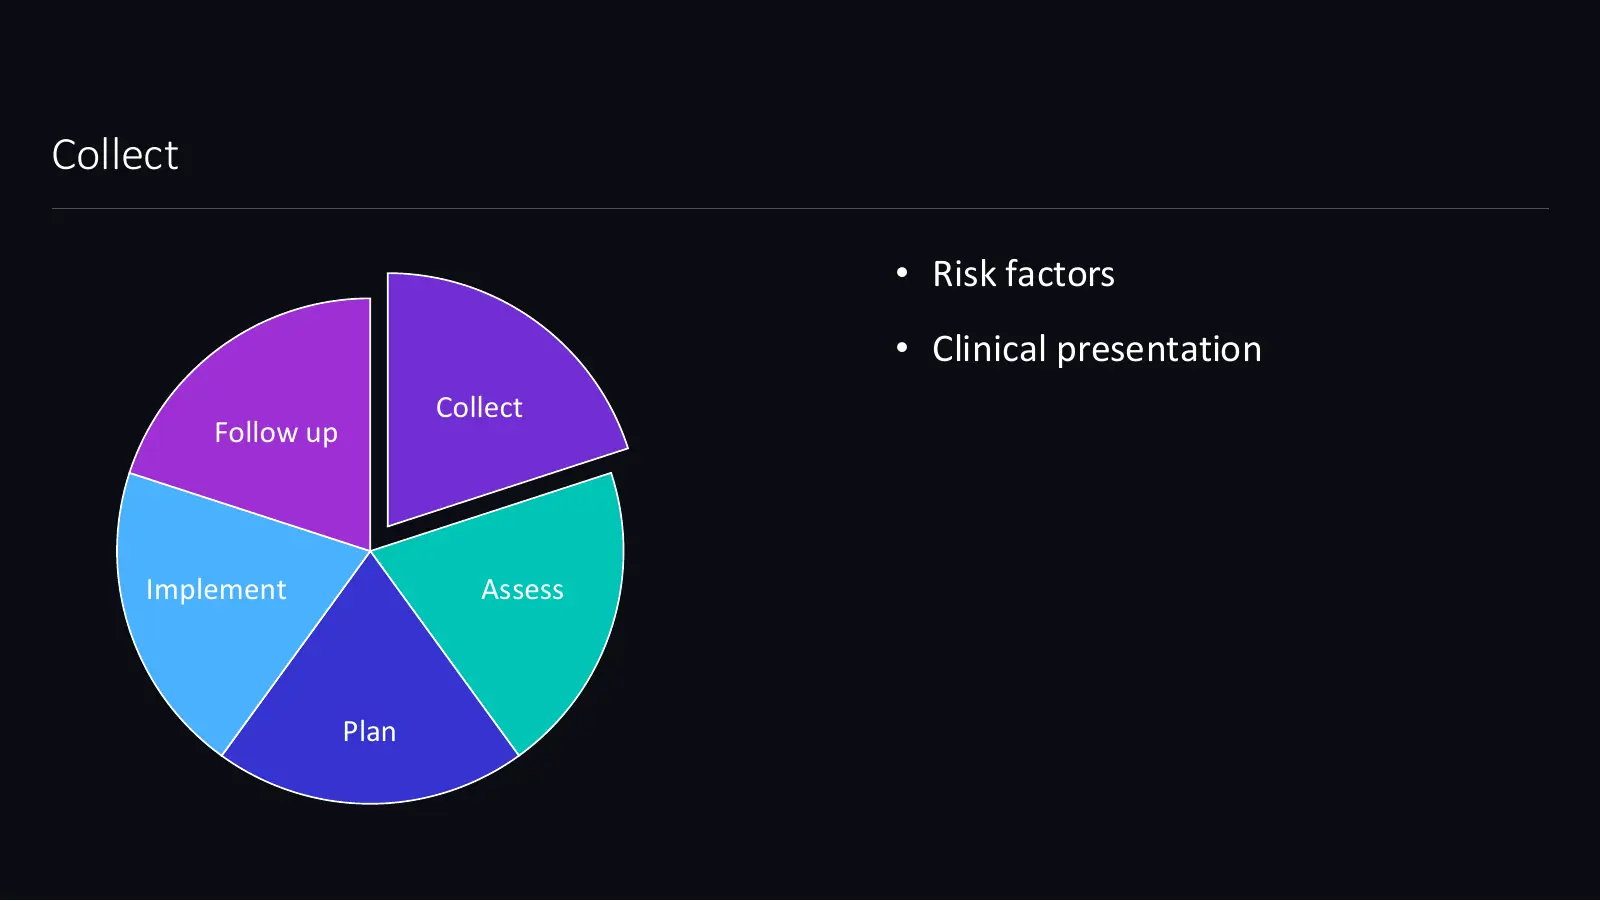 Collect
• Risk factors
• Clinical presentation
Collect
Follow up
Assess
Implement
Plan